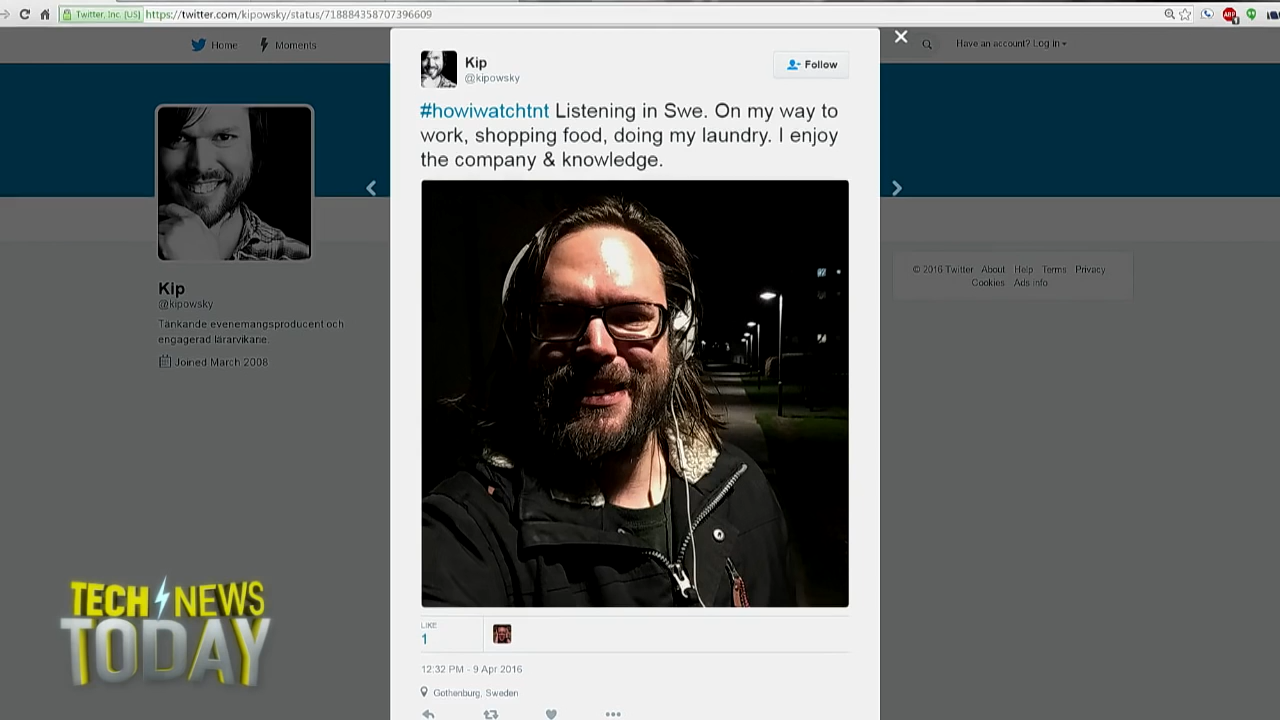 Twitter, Inc. [US]
https://twitter.com/kipowsky/status/718884358707396609
ABP
Home
Moments
Have an account? Log in
Kip
@kipowsky
Follow
#howiwatchtnt Listening in Swe. On my way to
work, shopping food, doing my laundry. I enjoy
the company & knowledge.
Kip
@kipowsky
Tänkande evenemangsproducent och
engagerad lärarvikarie.
Joined March 2008
© 2016 Twitter About Help Terms Privacy
Cookies Ads info
LIKE
1
12:32 PM - 9 Apr 2016
Gothenburg, Sweden
TECH NEWS
TODAY